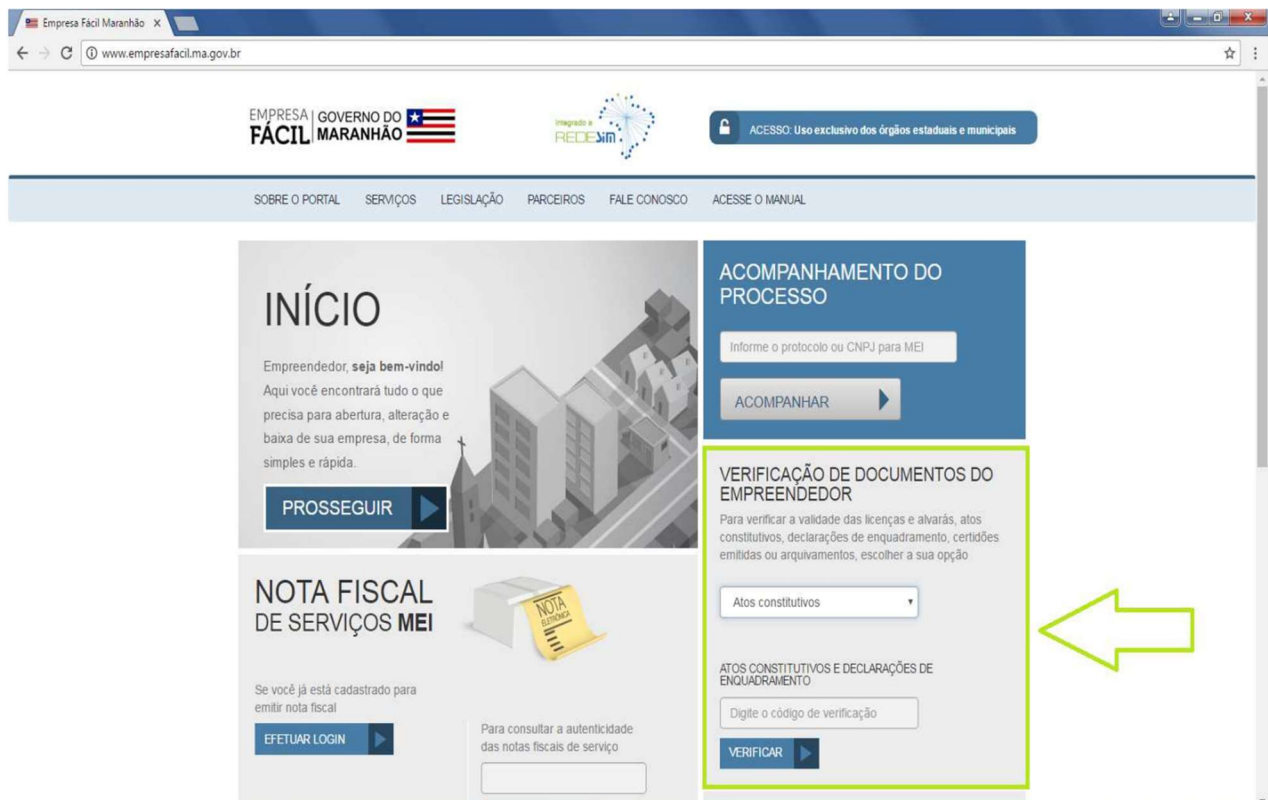 Empresa Fácil Maranhão
www.empresafacil.ma.gov.br
EMPRESA FÁCIL
GOVERNO DO MARANHÃO
integrado a
REDESim
ACESSO: Uso exclusivo dos órgãos estaduais e municipais
SOBRE O PORTAL SERVIÇOS LEGISLAÇÃO PARCEIROS FALE CONOSCO ACESSE O MANUAL
INÍCIO
Empreendedor, seja bem-vindo!
Aqui você encontrará tudo o que
precisa para abertura, alteração e
baixa de sua empresa, de forma
simples e rápida.
PROSSEGUIR
ACOMPANHAMENTO DO
PROCESSO
Informe o protocolo ou CNPJ para MEI
ACOMPANHAR
VERIFICAÇÃO DE DOCUMENTOS DO
EMPREENDEDOR
Para verificar a validade das licenças e alvarás, atos
constitutivos, declarações de enquadramento, certidões
emitidas ou arquivamentos, escolher a sua opção
Atos constitutivos
ATOS CONSTITUTIVOS E DECLARAÇÕES DE
ENQUADRAMENTO
Digite o código de verificação
VERIFICAR
NOTA FISCAL
DE SERVIÇOS MEI
NOTA
ELETRÔNICA
Se você já está cadastrado para
emitir nota fiscal
EFETUAR LOGIN
Para consultar a autenticidade
das notas fiscais de serviço